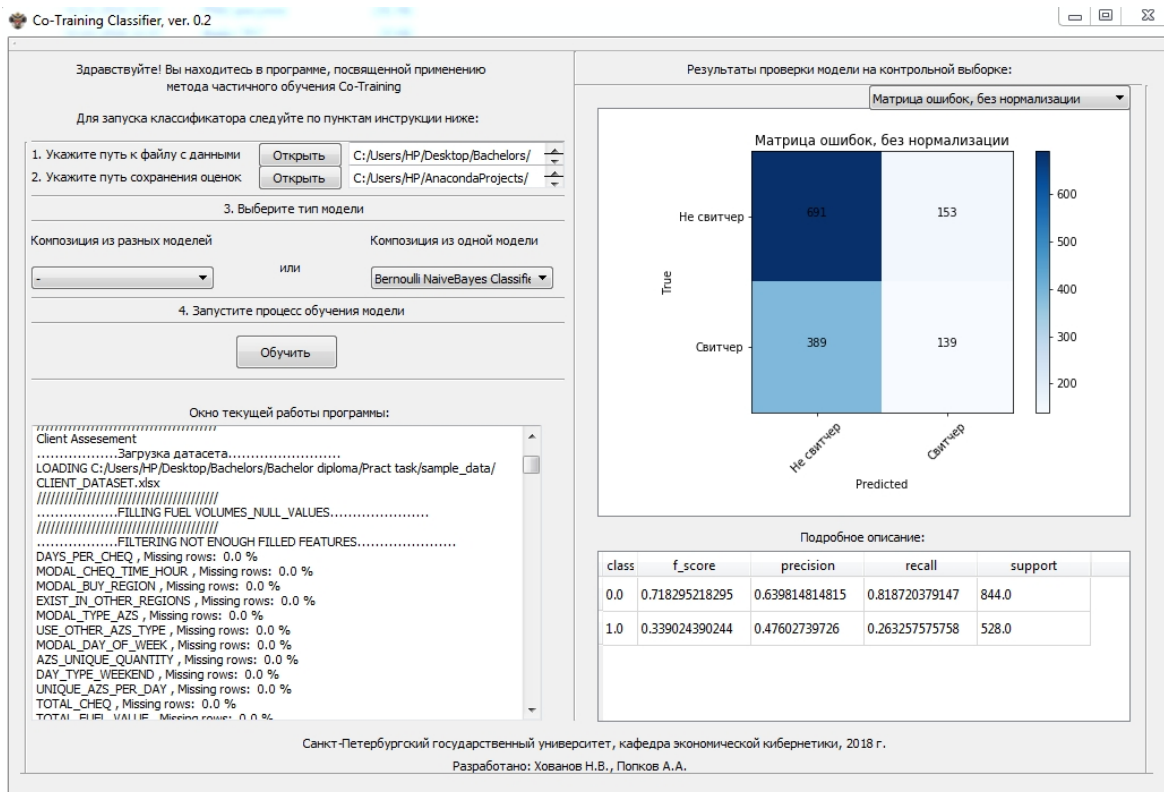 Co-Training Classifier, ver. 0.2
Здравствуйте! Вы находитесь в программе, посвященной применению
метода частичного обучения Co-Training
Для запуска классификатора следуйте по пунктам инструкции ниже:
1. Укажите путь к файлу с данными
Открыть
C:/Users/HP/Desktop/Bachelors/
2. Укажите путь сохранения оценок
Открыть
C:/Users/HP/AnacondaProjects/
3. Выберите тип модели
Композиция из разных моделей
-
или
Композиция из одной модели
Bernoulli NaiveBayes Classifie
4. Запустите процесс обучения модели
Обучить
Окно текущей работы программы:
////////////////////////////////////////
Client Assesement
..................Загрузка датасета.........................
LOADING C:/Users/HP/Desktop/Bachelors/Bachelor diploma/Pract task/sample_data/
CLIENT_DATASET.xlsx
////////////////////////////////////////
..................FILLING FUEL VOLUMES_NULL_VALUES......................
////////////////////////////////////////
..................FILTERING NOT ENOUGH FILLED FEATURES......................
DAYS_PER_CHEQ , Missing rows:  0.0 %
MODAL_CHEQ_TIME_HOUR , Missing rows:  0.0 %
MODAL_BUY_REGION , Missing rows:  0.0 %
EXIST_IN_OTHER_REGIONS , Missing rows:  0.0 %
MODAL_TYPE_AZS , Missing rows:  0.0 %
USE_OTHER_AZS_TYPE , Missing rows:  0.0 %
MODAL_DAY_OF_WEEK , Missing rows:  0.0 %
AZS_UNIQUE_QUANTITY , Missing rows:  0.0 %
DAY_TYPE_WEEKEND , Missing rows:  0.0 %
UNIQUE_AZS_PER_DAY , Missing rows:  0.0 %
TOTAL_CHEQ , Missing rows:  0.0 %
TOTAL_FUEL_VALUE , Missing rows:  0.0 %
Результаты проверки модели на контрольной выборке:
Матрица ошибок, без нормализации
Матрица ошибок, без нормализации
Не свитчер
691
153
True
Свитчер
389
139
Не свитчер
Свитчер
Predicted
600
500
400
300
200
Подробное описание:
class f_score precision recall support
0.0 0.718295218295 0.639814814815 0.818720379147 844.0
1.0 0.339024390244 0.47602739726 0.263257575758 528.0
Санкт-Петербургский государственный университет, кафедра экономической кибернетики, 2018 г.
Разработано: Хованов Н.В., Попков А.А.